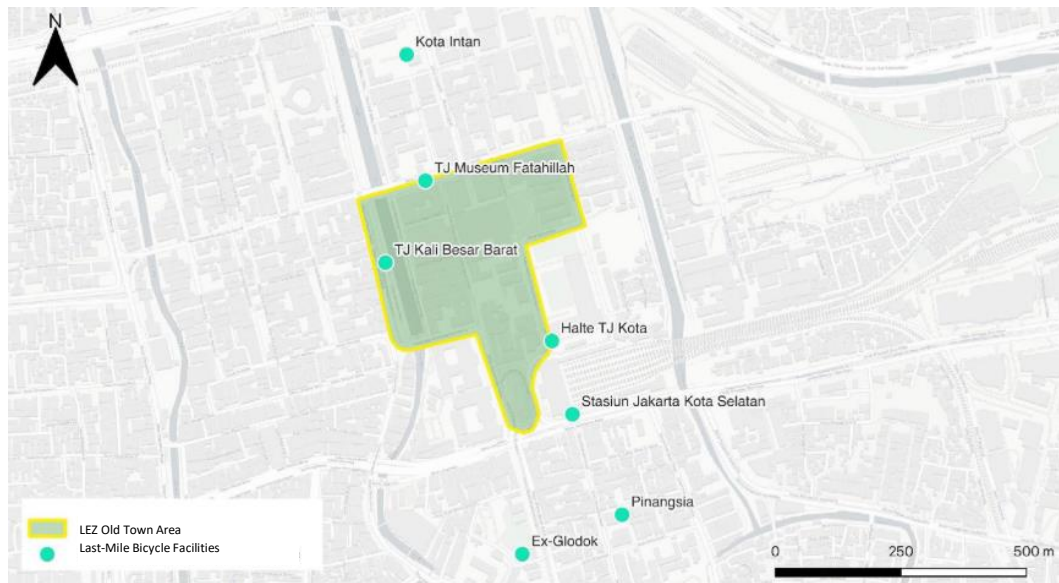 N
Kota Intan
TJ Museum Fatahillah
TJ Kali Besar Barat
Halte TJ Kota
Stasiun Jakarta Kota Selatan
Pinangsia
Ex-Glodok
LEZ Old Town Area
Last-Mile Bicycle Facilities
0 250 500 m